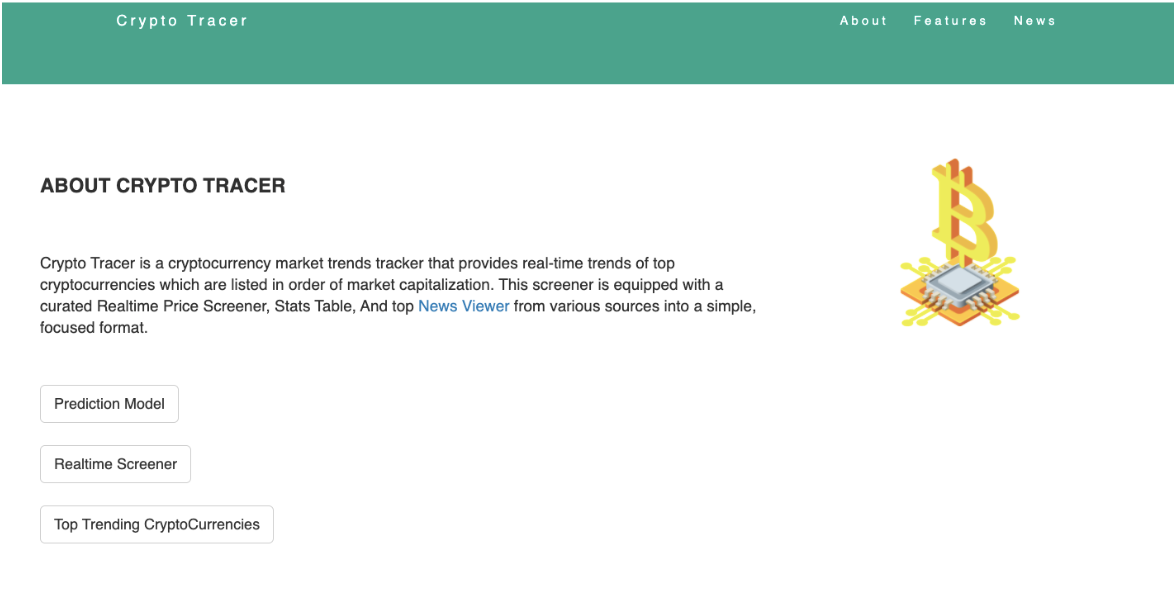 Crypto Tracer
About Features News
ABOUT CRYPTO TRACER
Crypto Tracer is a cryptocurrency market trends tracker that provides real-time trends of top
cryptocurrencies which are listed in order of market capitalization. This screener is equipped with a
curated Realtime Price Screener, Stats Table, And top News Viewer from various sources into a simple,
focused format.
Prediction Model
Realtime Screener
Top Trending CryptoCurrencies